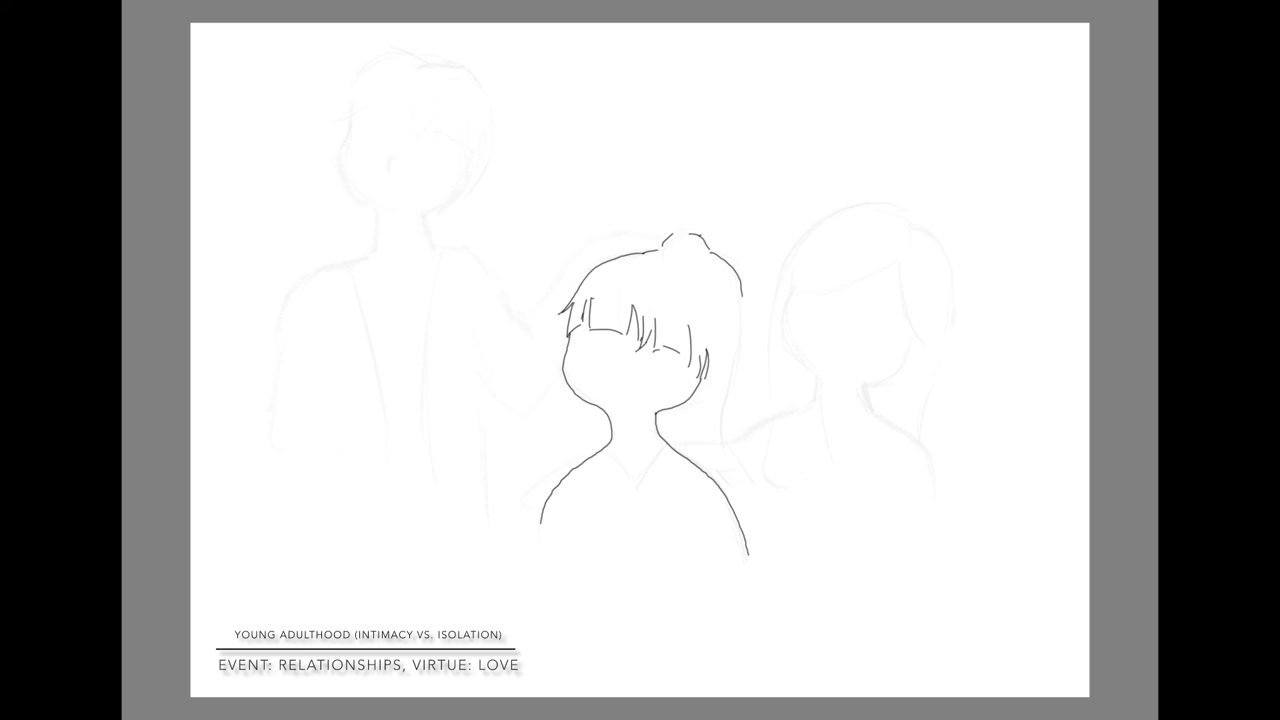 YOUNG ADULTHOOD (INTIMACY VS. ISOLATION)
EVENT: RELATIONSHIPS, VIRTUE: LOVE